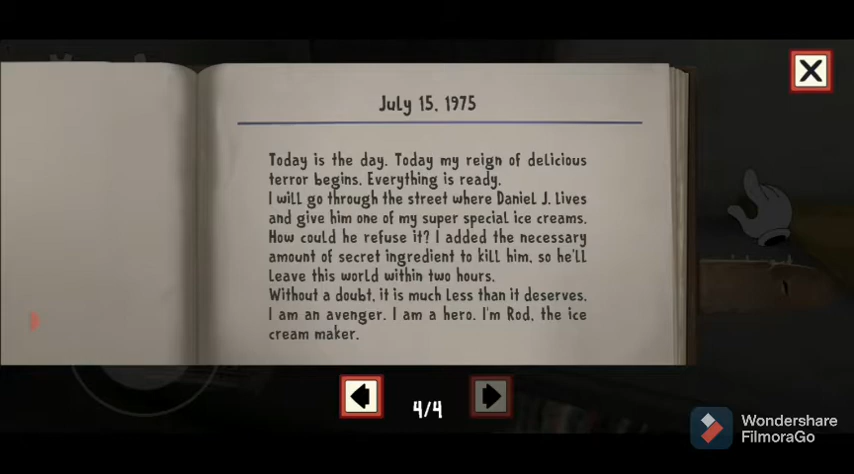 July 15, 1975
Today is the day. Today my reign of delicious
terror begins. Everything is ready.
I will go through the street where Daniel J. lives
and give him one of my super special ice creams.
How could he refuse it? I added the necessary
amount of secret ingredient to kill him, so he'll
leave this world within two hours.
Without a doubt, it is much less than it deserves.
I am an avenger. I am a hero. I'm Rod, the ice
cream maker.
4/4
Wondershare
FilmoraGo